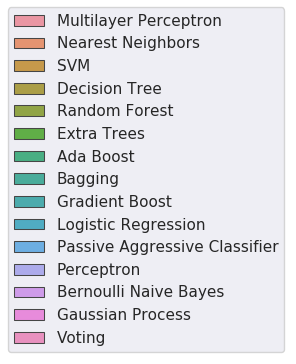 Multilayer Perceptron
Nearest Neighbors
SVM
Decision Tree
Random Forest
Extra Trees
Ada Boost
Bagging
Gradient Boost
Logistic Regression
Passive Aggressive Classifier
Perceptron
Bernoulli Naive Bayes
Gaussian Process
Voting